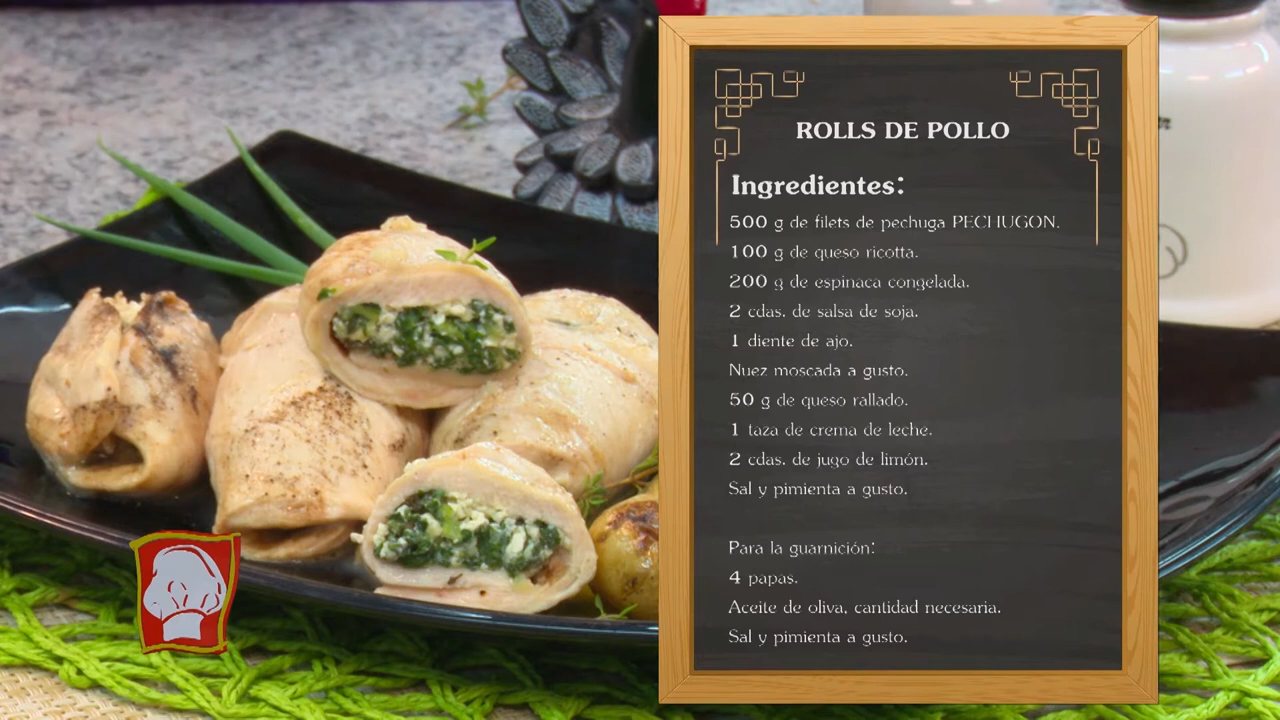 ROLLS DE POLLO
Ingredientes:
500 g de filets de pechuga PECHUGON.
100 g de queso ricotta.
200 g de espinaca congelada.
2 cdas. de salsa de soja.
1 diente de ajo.
Nuez moscada a gusto.
50 g de queso rallado.
1 taza de crema de leche.
2 cdas. de jugo de limón.
Sal y pimienta a gusto.
Para la guarnición:
4 papas.
Aceite de oliva, cantidad necesaria.
Sal y pimienta a gusto.